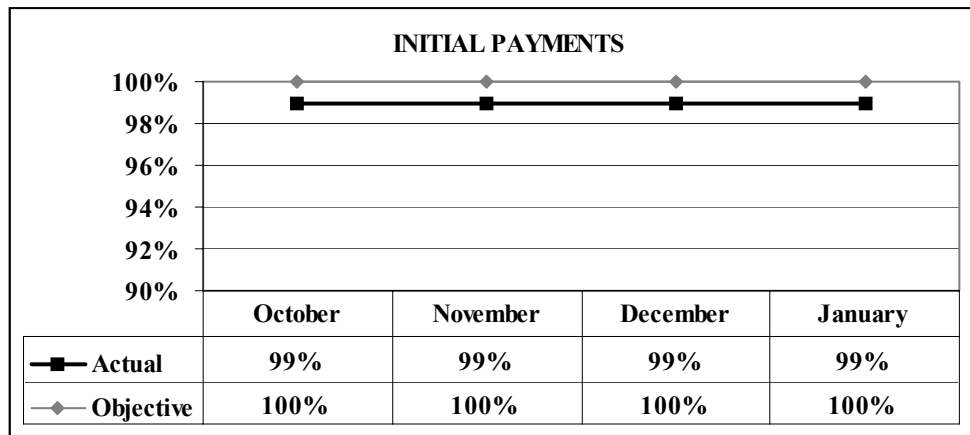 INITIAL PAYMENTS
100%
98%
96%
94%
92%
90%
October November December January
Actual 99% 99% 99% 99%
Objective 100% 100% 100% 100%